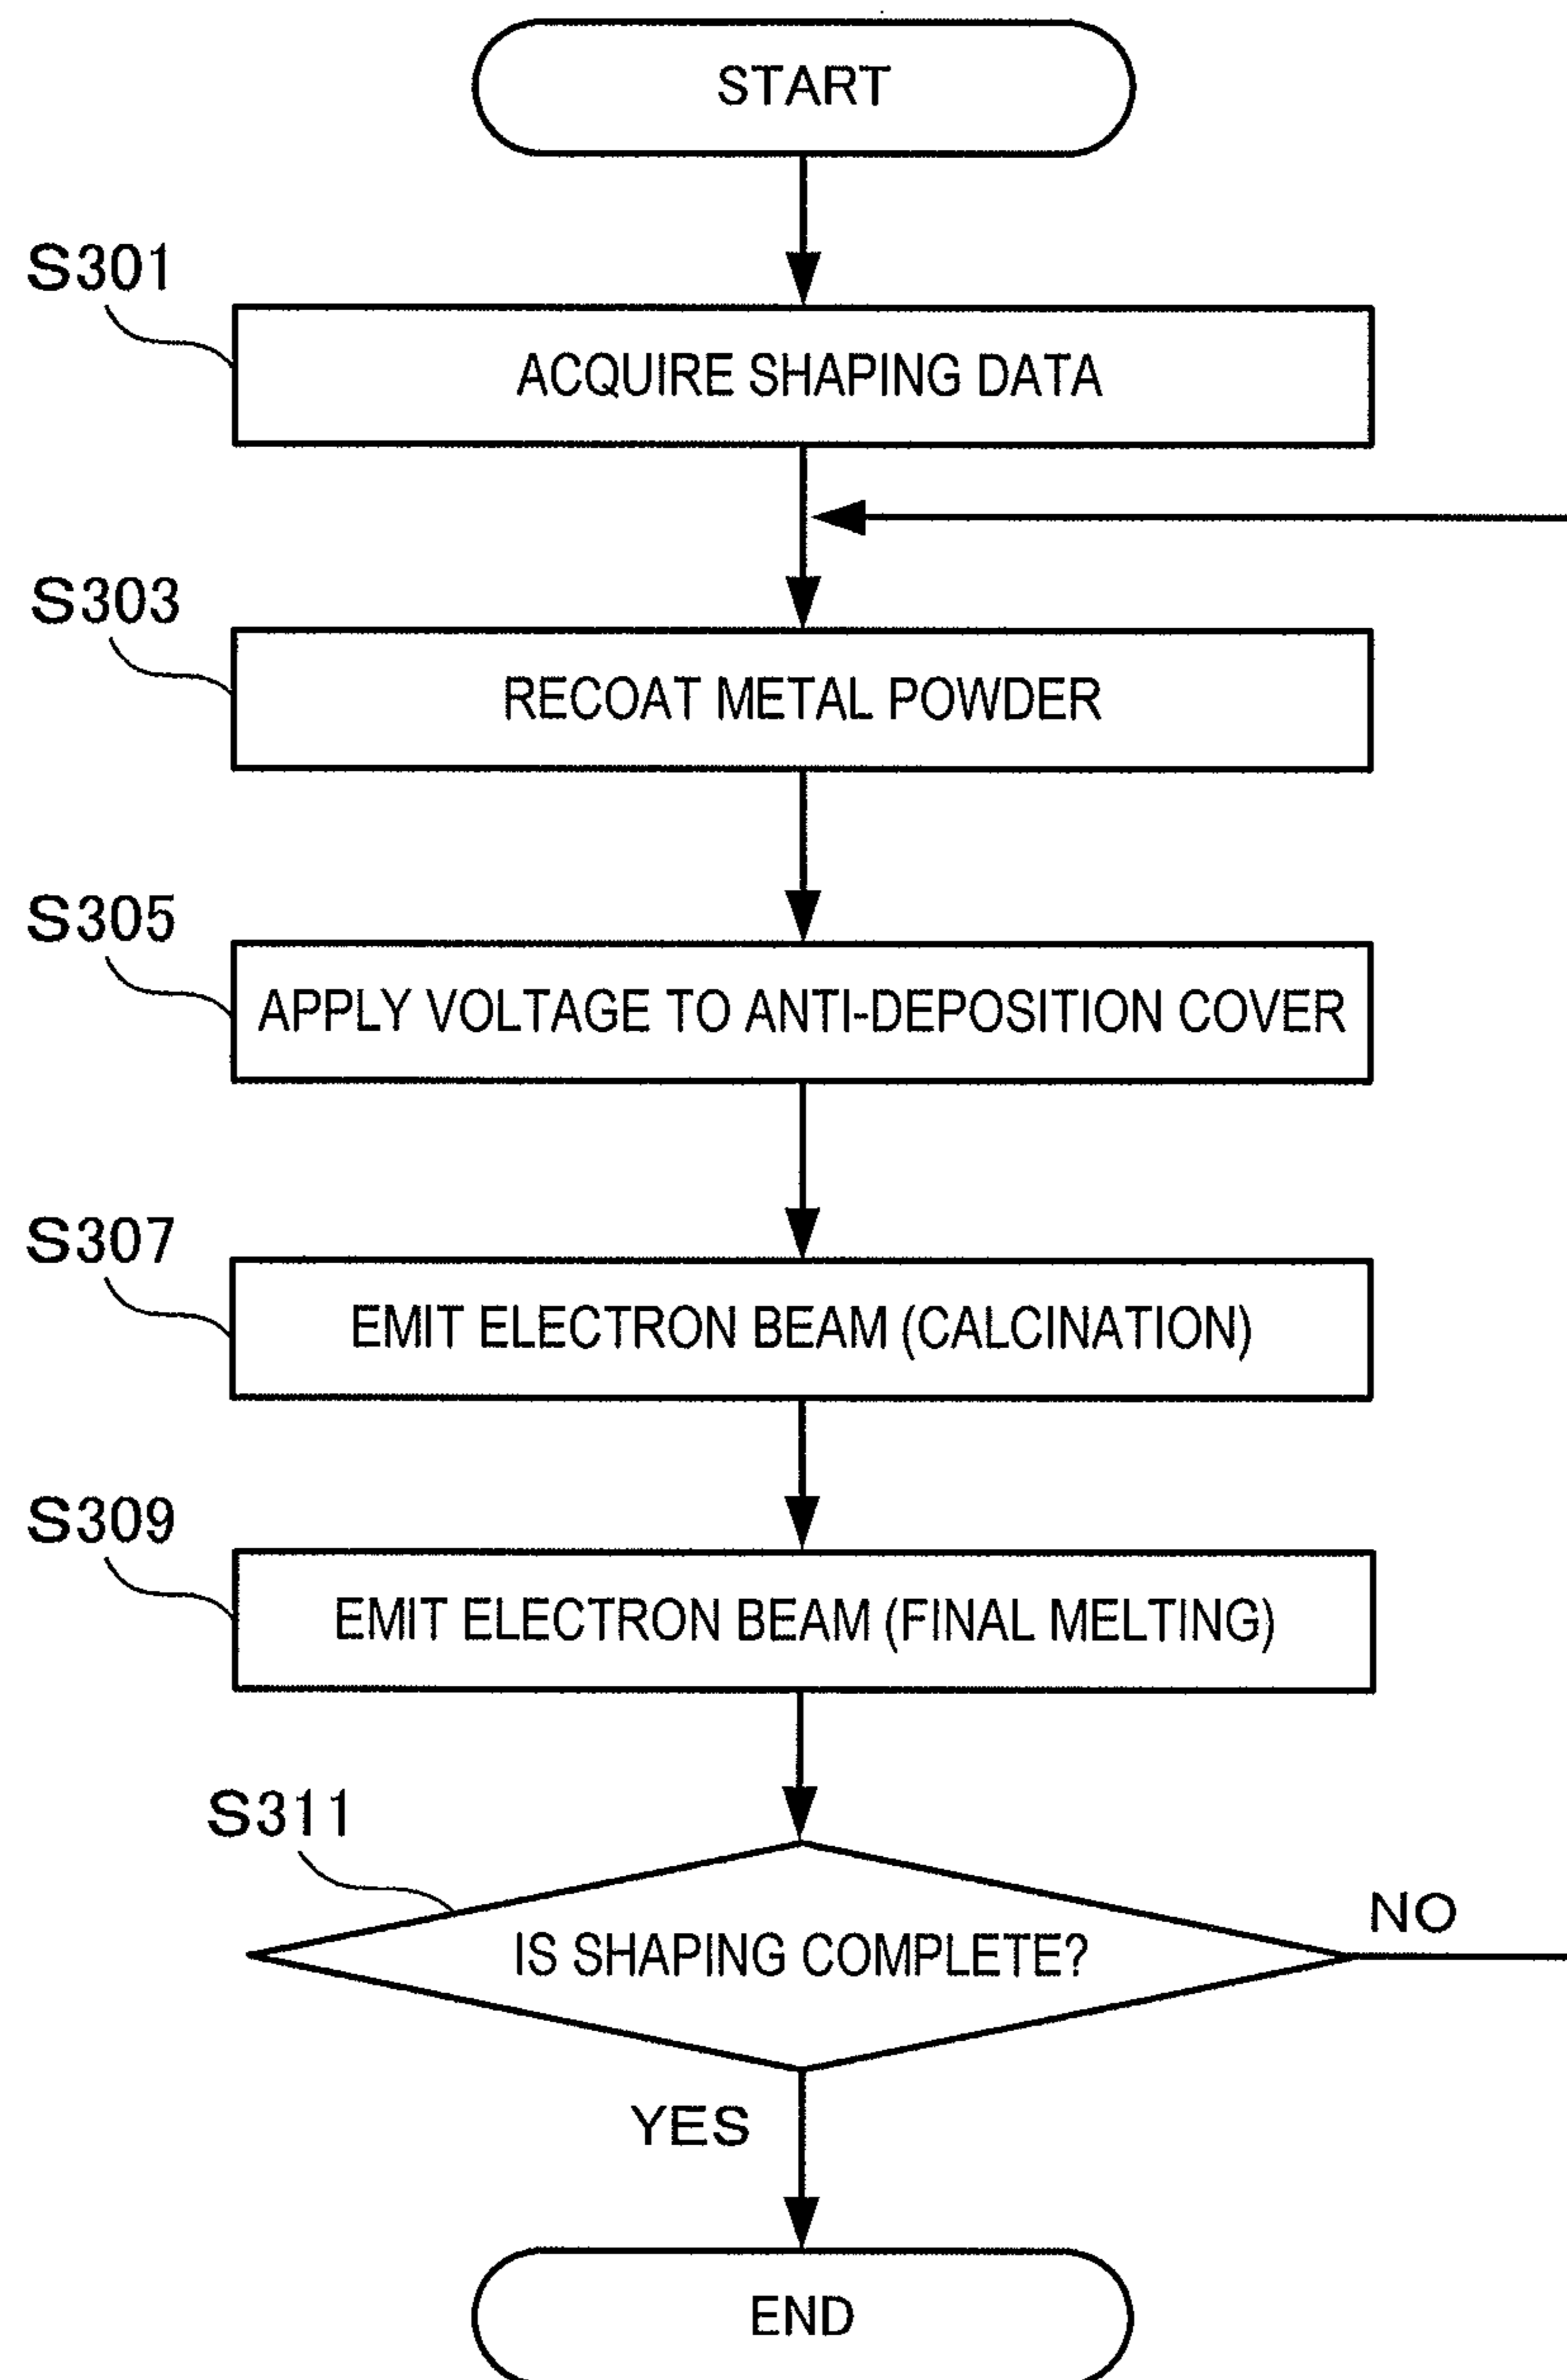 START
S301
ACQUIRE SHAPING DATA
S303
RECOAT METAL POWDER
S305
APPLY VOLTAGE TO ANTI-DEPOSITION COVER
S307
EMIT ELECTRON BEAM (CALCINATION)
S309
EMIT ELECTRON BEAM (FINAL MELTING)
S311
IS SHAPING COMPLETE?
NO
YES
END